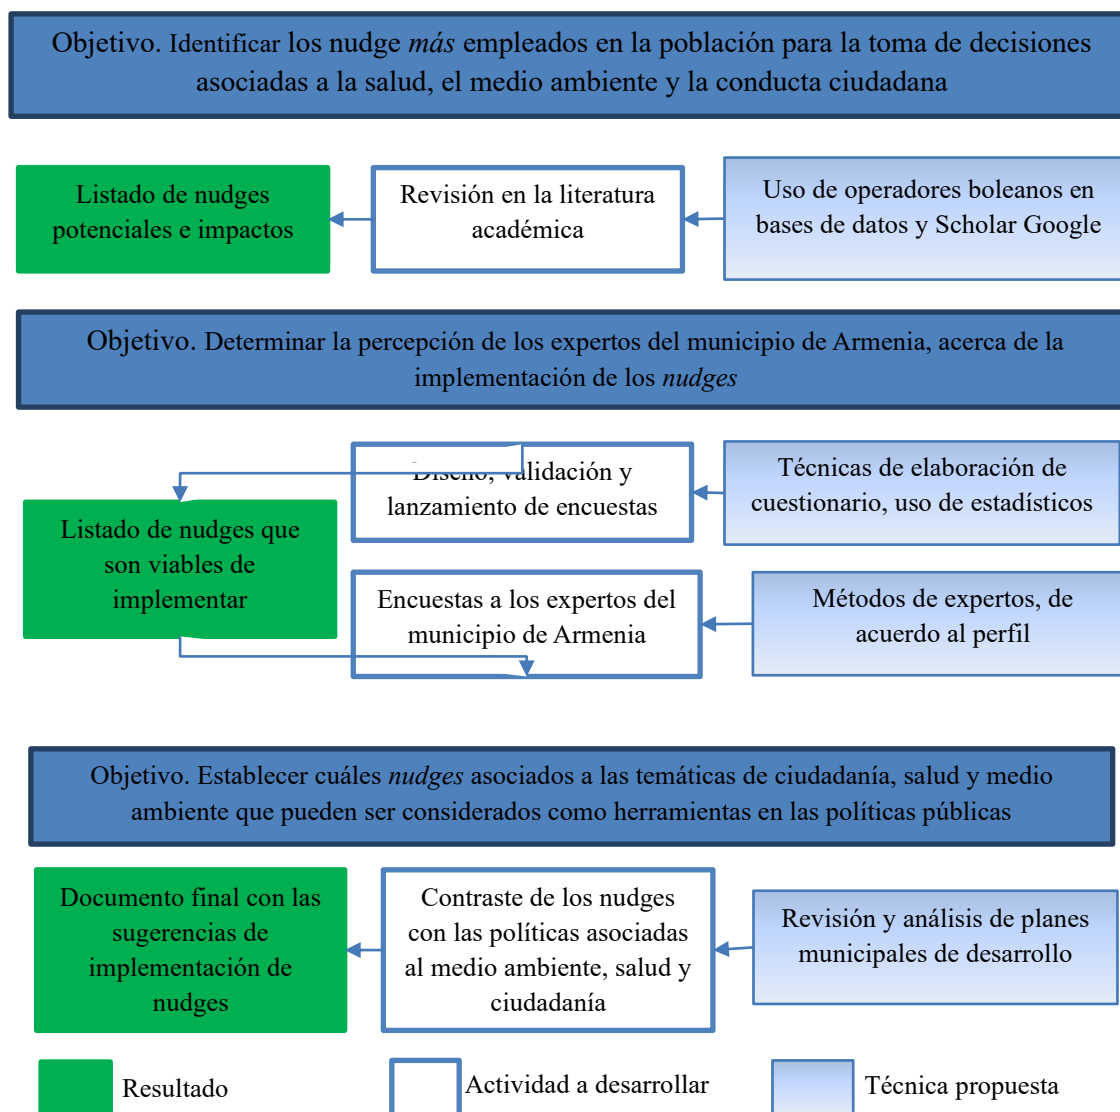 Objetivo. Identificar los nudge más empleados en la población para la toma de decisiones
asociadas a la salud, el medio ambiente y la conducta ciudadana
Listado de nudges
potenciales e impactos
Revisión en la literatura
académica
Uso de operadores boleanos en
bases de datos y Scholar Google
Objetivo. Determinar la percepción de los expertos del municipio de Armenia, acerca de la
implementación de los nudges
Diseño, validación y
lanzamiento de encuestas
Técnicas de elaboración de
cuestionario, uso de estadísticos
Listado de nudges que
son viables de
implementar
Encuestas a los expertos del
municipio de Armenia
Métodos de expertos, de
acuerdo al perfil
Objetivo. Establecer cuáles nudges asociados a las temáticas de ciudadanía, salud y medio
ambiente que pueden ser considerados como herramientas en las políticas públicas
Documento final con las
sugerencias de
implementación de
nudges
Contraste de los nudges
con las políticas asociadas
al medio ambiente, salud y
ciudadanía
Revisión y análisis de planes
municipales de desarrollo
Resultado
Actividad a desarrollar
Técnica propuesta